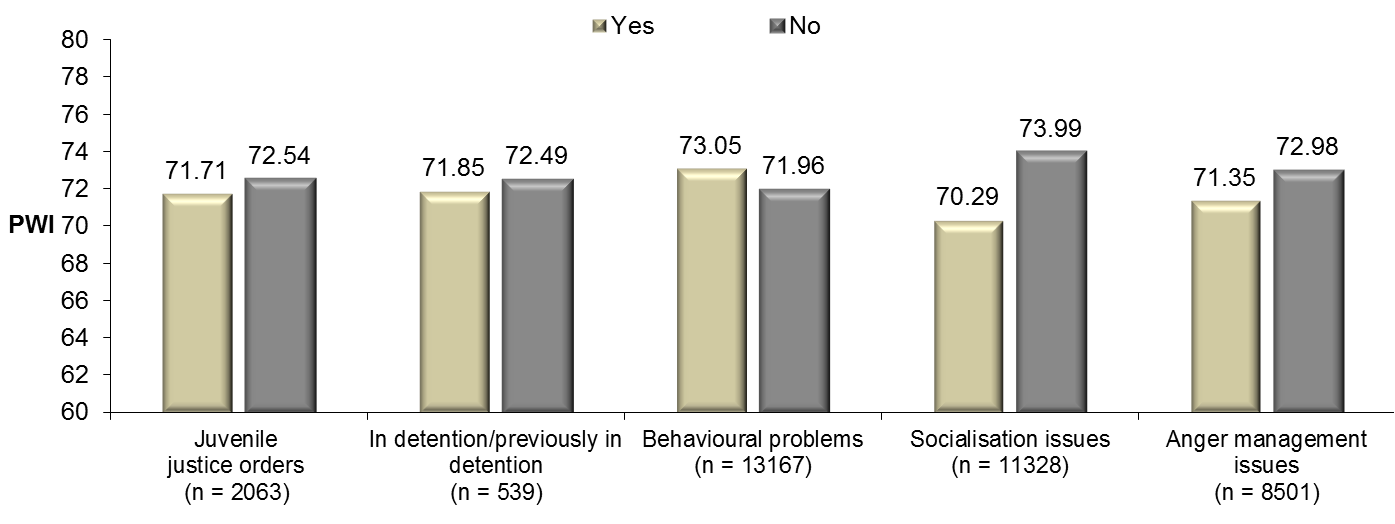 Yes No
80
78
76
74
72
PWI 70
68
66
64
62
60
71.71 72.54 71.85 72.49 73.05 71.96 70.29 73.99 71.35 72.98
Juvenile
justice orders
(n = 2063)
In detention/previously in
detention
(n = 539)
Behavioural problems
(n = 13167)
Socialisation issues
(n = 11328)
Anger management
issues
(n = 8501)